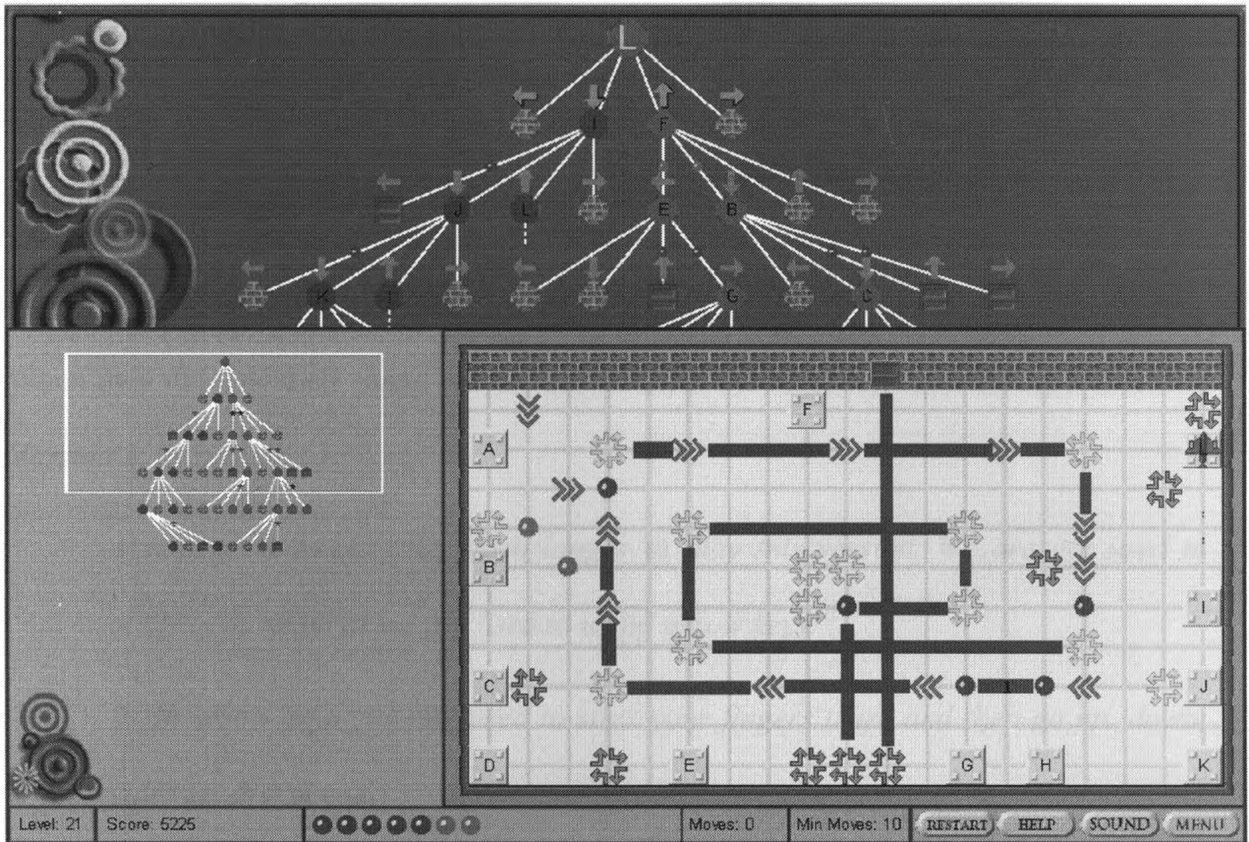 L
I F
J L E B
K I G C
F
A
B
I
C J
D E G H K
Level: 21 Score: 5225 Moves: 0 Min Moves: 10 RESTART HELP SOUND MENU